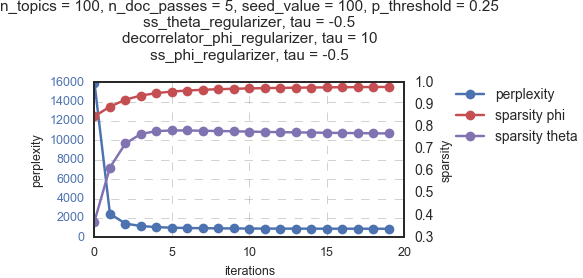 n_topics = 100, n_doc_passes = 5, seed_value = 100, p_threshold = 0.25
ss_theta_regularizer, tau = -0.5
decorrelator_phi_regularizer, tau = 10
ss_phi_regularizer, tau = -0.5
16000
14000
12000
10000
8000
6000
4000
2000
0
perplexity
1.0
0.9
0.8
0.7
0.6
0.5
0.4
0.3
sparsity
perplexity
sparsity phi
sparsity theta
0 5 10 15 20
iterations